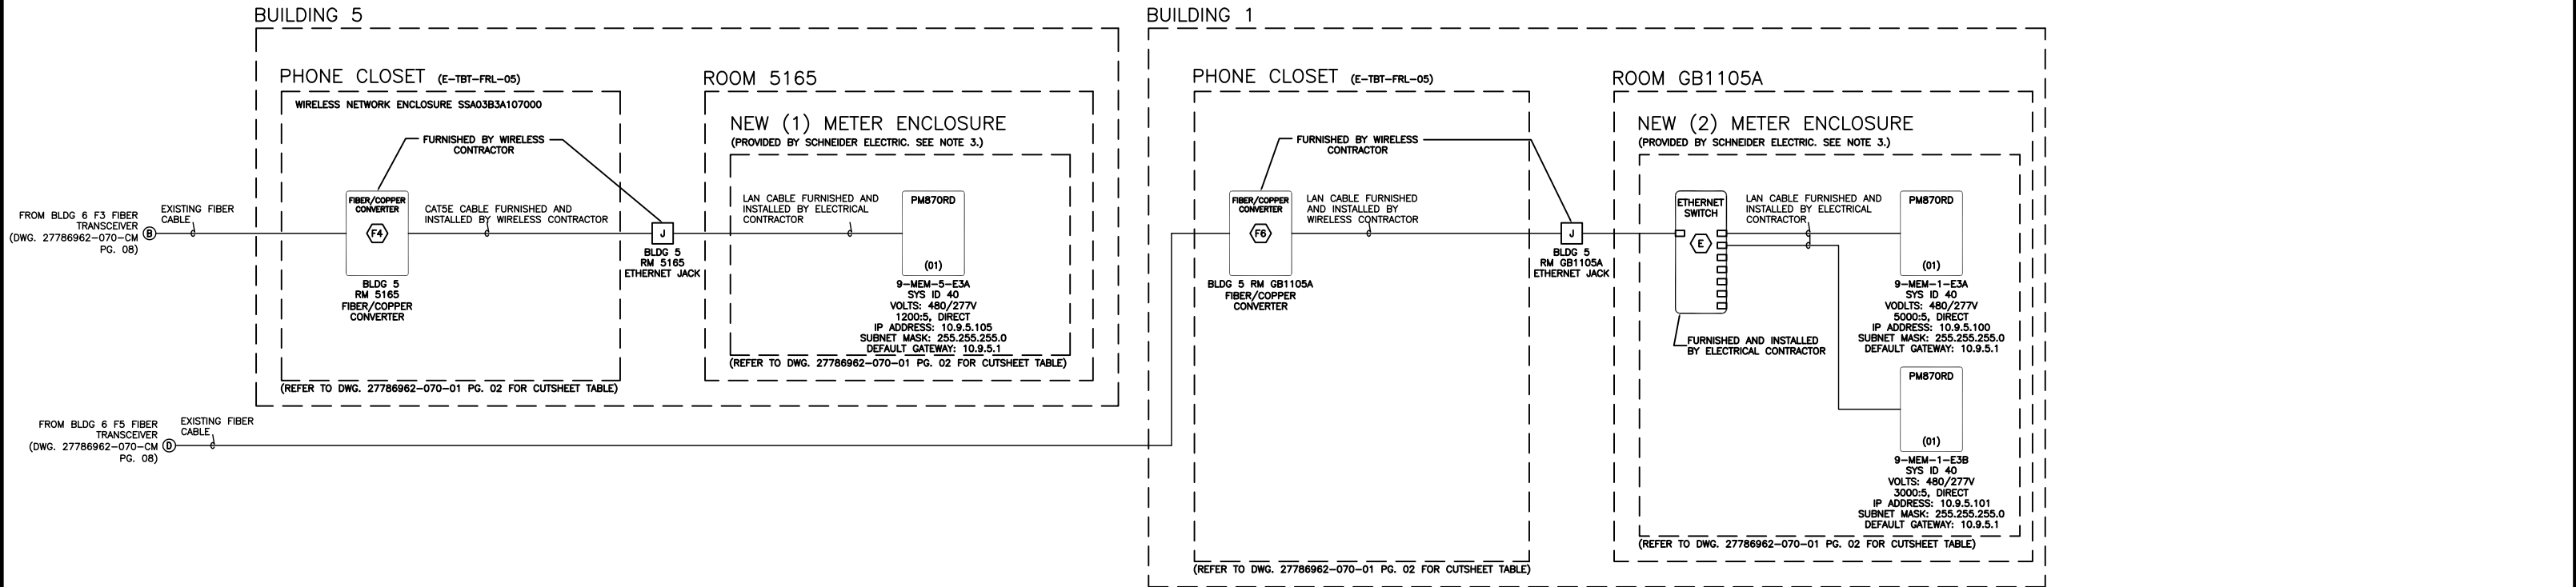 BUILDING 5
PHONE CLOSET (E-TBT-FRL-05)
WIRELESS NETWORK ENCLOSURE SSA03B3A107000
FURNISHED BY WIRELESS
CONTRACTOR
FROM BLDG 6 F3 FIBER
TRANSCEIVER
(DWG. 27786962-070-CM
PG. 08)
B
EXISTING FIBER
CABLE
FIBER/COPPER
CONVERTER
F4
BLDG 5
RM 5165
FIBER/COPPER
CONVERTER
CAT5E CABLE FURNISHED AND
INSTALLED BY WIRELESS CONTRACTOR
(REFER TO DWG. 27786962-070-01 PG. 02 FOR CUTSHEET TABLE)
J
BLDG 5
RM 5165
ETHERNET JACK
ROOM 5165
NEW (1) METER ENCLOSURE
(PROVIDED BY SCHNEIDER ELECTRIC. SEE NOTE 3.)
LAN CABLE FURNISHED AND
INSTALLED BY ELECTRICAL
CONTRACTOR
PM870RD
(01)
9-MEM-5-E3A
SYS ID 40
VOLTS: 480/277V
1200:5, DIRECT
IP ADDRESS: 10.9.5.105
SUBNET MASK: 255.255.255.0
DEFAULT GATEWAY: 10.9.5.1
(REFER TO DWG. 27786962-070-01 PG. 02 FOR CUTSHEET TABLE)
FROM BLDG 6 F5 FIBER
TRANSCEIVER
(DWG. 27786962-070-CM
PG. 08)
D
EXISTING FIBER
CABLE
BUILDING 1
PHONE CLOSET (E-TBT-FRL-05)
FURNISHED BY WIRELESS
CONTRACTOR
FIBER/COPPER
CONVERTER
F6
BLDG 5 RM GB1105A
FIBER/COPPER
CONVERTER
LAN CABLE FURNISHED
AND INSTALLED BY
WIRELESS CONTRACTOR
(REFER TO DWG. 27786962-070-01 PG. 02 FOR CUTSHEET TABLE)
J
BLDG 5
RM GB1105A
ETHERNET JACK
ROOM GB1105A
NEW (2) METER ENCLOSURE
(PROVIDED BY SCHNEIDER ELECTRIC. SEE NOTE 3.)
ETHERNET
SWITCH
E
FURNISHED AND INSTALLED
BY ELECTRICAL CONTRACTOR
LAN CABLE FURNISHED AND
INSTALLED BY ELECTRICAL
CONTRACTOR
PM870RD
(01)
9-MEM-1-E3A
SYS ID 40
VODLTS: 480/277V
5000:5, DIRECT
IP ADDRESS: 10.9.5.100
SUBNET MASK: 255.255.255.0
DEFAULT GATEWAY: 10.9.5.1
PM870RD
(01)
9-MEM-1-E3B
SYS ID 40
VOLTS: 480/277V
3000:5, DIRECT
IP ADDRESS: 10.9.5.101
SUBNET MASK: 255.255.255.0
DEFAULT GATEWAY: 10.9.5.1
(REFER TO DWG. 27786962-070-01 PG. 02 FOR CUTSHEET TABLE)